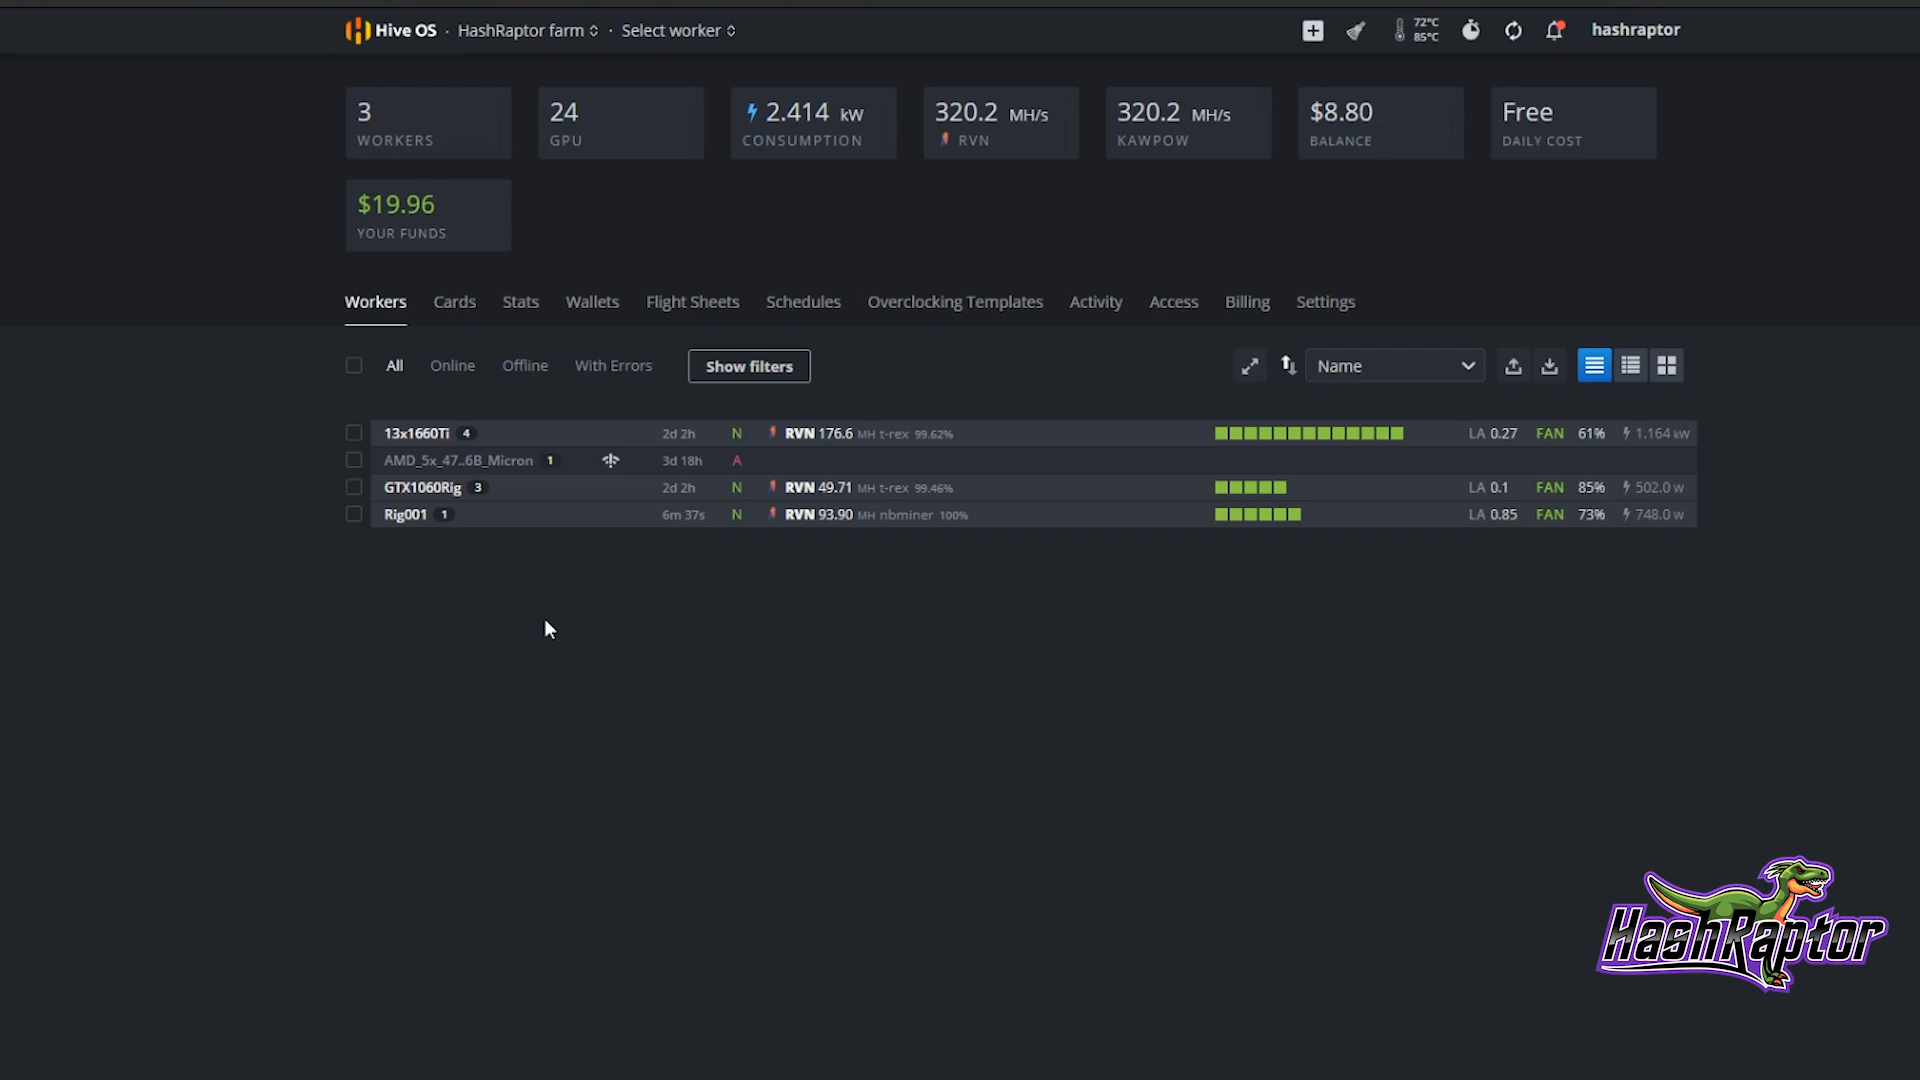 Hive OS · HashRaptor farm · Select worker
72°C
85°C
hashraptor
3
WORKERS
24
GPU
2.414 kW
CONSUMPTION
320.2 MH/s
RVN
320.2 MH/s
KAWPOW
$8.80
BALANCE
Free
DAILY COST
$19.96
YOUR FUNDS
Workers Cards Stats Wallets Flight Sheets Schedules Overclocking Templates Activity Access Billing Settings
All Online Offline With Errors Show filters Name
13x1660Ti 4 2d 2h N RVN 176.6 MH t-rex 99.62% LA 0.27 FAN 61% 1.164 kW
AMD_5x_47..6B_Micron 1 3d 18h A
GTX1060Rig 3 2d 2h N RVN 49.71 MH t-rex 99.46% LA 0.1 FAN 85% 502.0 W
Rig001 1 6m 37s N RVN 93.90 MH nbminer 100% LA 0.85 FAN 73% 748.0 W
HashRaptor